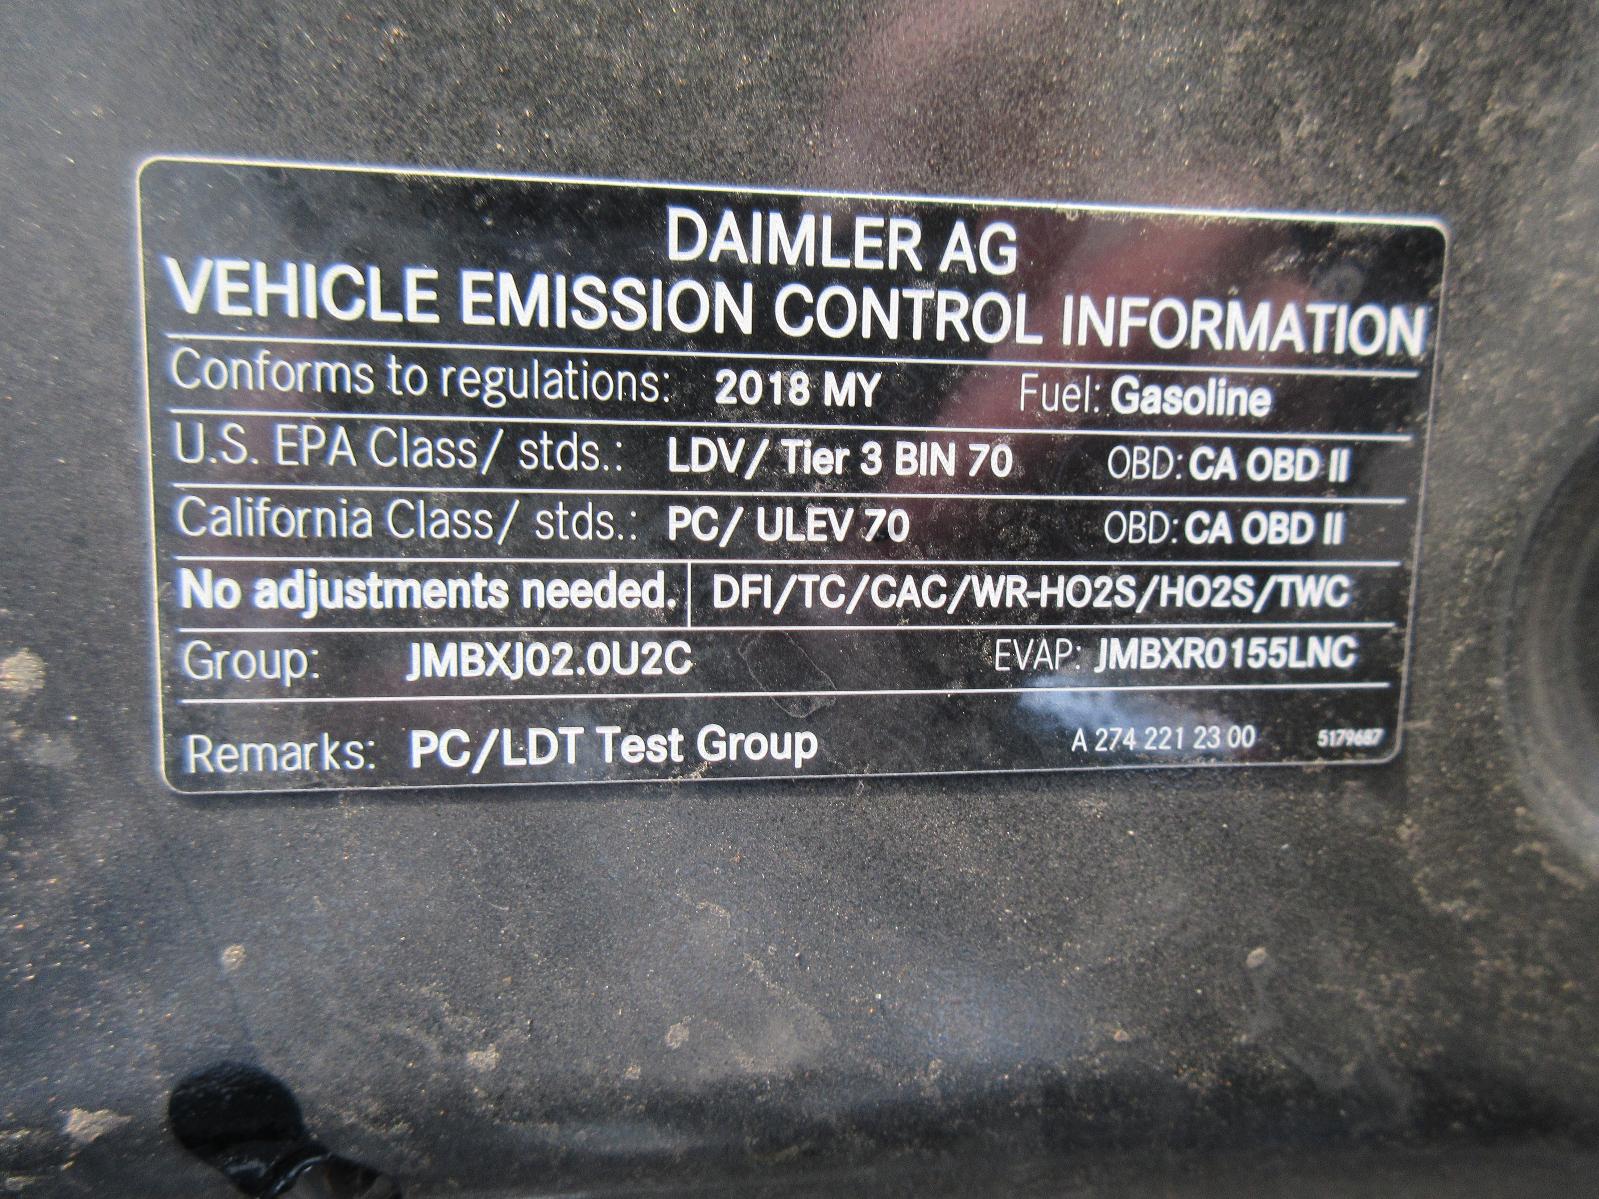 DAIMLER AG
VEHICLE EMISSION CONTROL INFORMATION
Conforms to regulations: 2018 MY Fuel: Gasoline
U.S. EPA Class/ stds.: LDV/ Tier 3 BIN 70 OBD: CA OBD II
California Class/ stds.: PC/ ULEV 70 OBD: CA OBD II
No adjustments needed. DFI/TC/CAC/WR-HO2S/HO2S/TWC
Group: JMBXJ02.0U2C EVAP: JMBXR0155LNC
Remarks: PC/LDT Test Group A 274 221 23 00 5179687